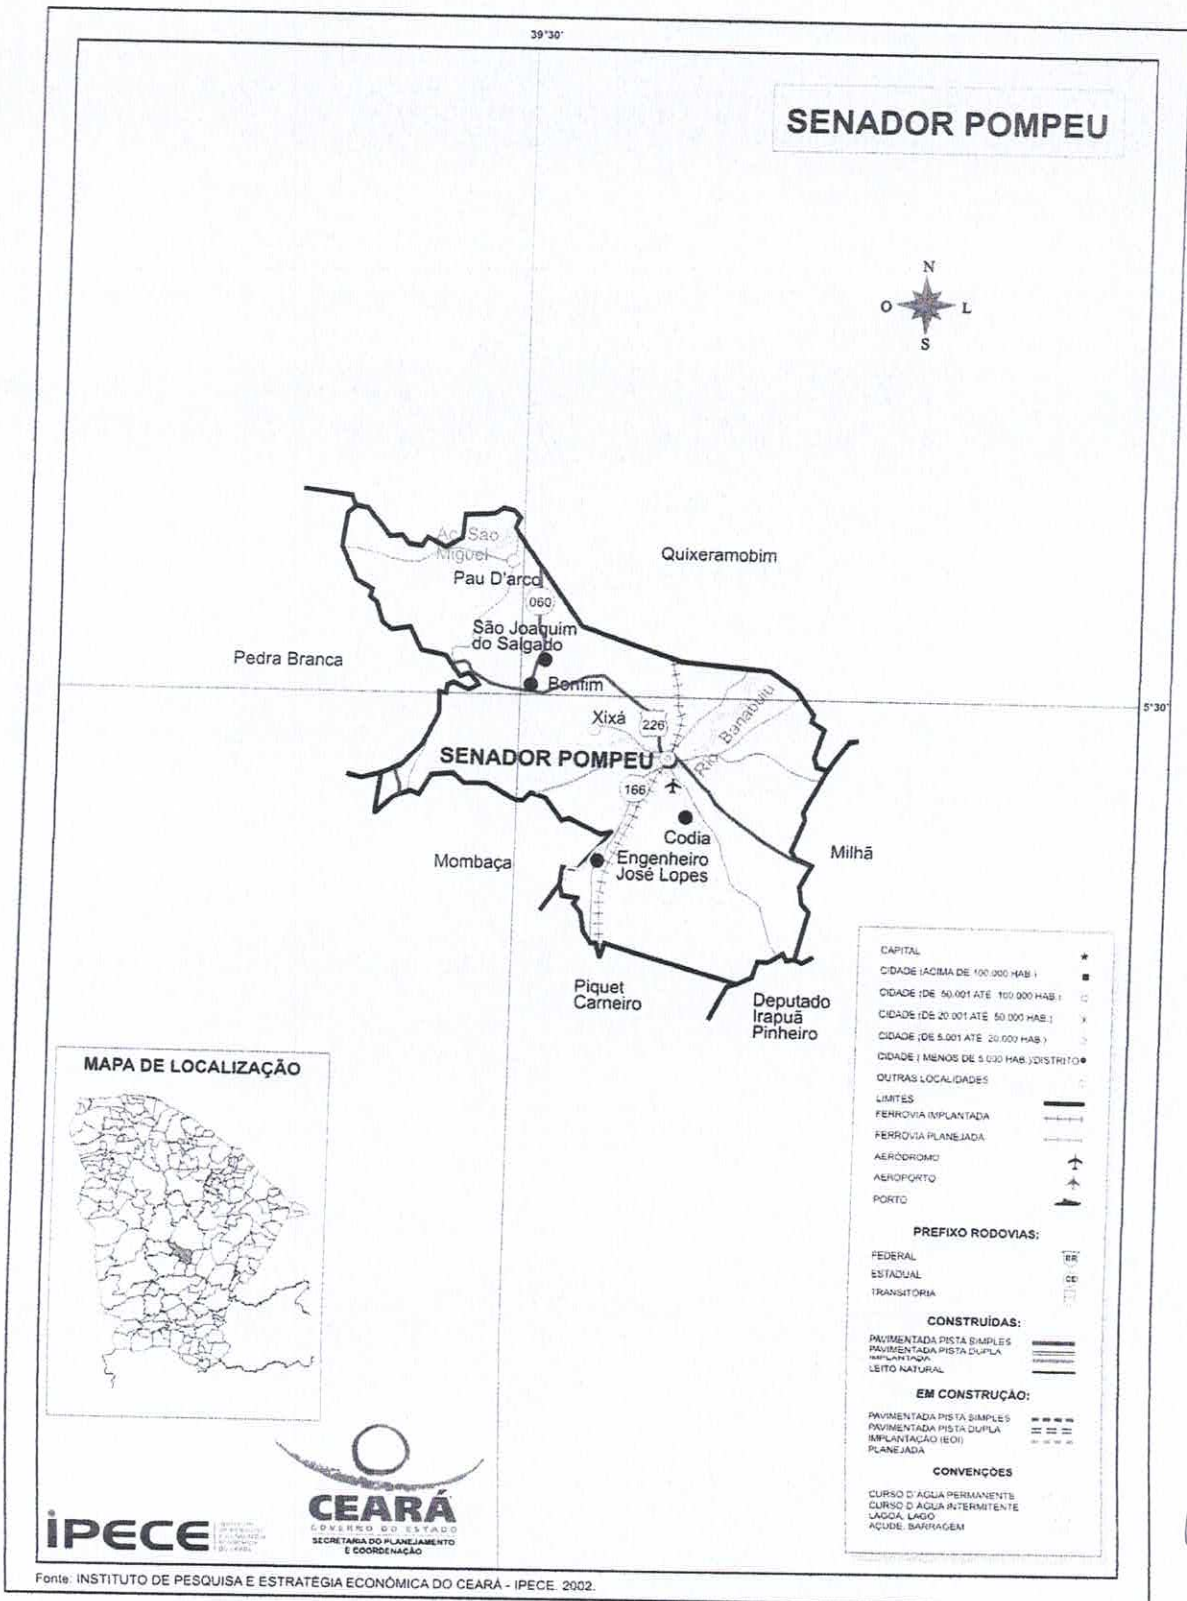 39°30'
SENADOR POMPEU
N
O
L
S
Aç. São
Miguel
Quixeramobim
Pau D'arco
060
São Joaquim
do Salgado
Pedra Branca
Bonfim
5°30'
Xixá
226
Rio Banabuiu
SENADOR POMPEU
166
Codia
Milhã
Mombaça
Engenheiro
José Lopes
Piquet
Carneiro
Deputado
Irapuã
Pinheiro
CAPITAL
CIDADE (ACIMA DE 100.000 HAB.)
CIDADE (DE 50.001 ATÉ 100.000 HAB.)
CIDADE (DE 20.001 ATÉ 50.000 HAB.)
CIDADE (DE 5.001 ATÉ 20.000 HAB.)
CIDADE ( MENOS DE 5.000 HAB.)/DISTRITO
OUTRAS LOCALIDADES
LIMITES
FERROVIA IMPLANTADA
FERROVIA PLANEJADA
AERÓDROMO
AEROPORTO
PORTO
PREFIXO RODOVIAS:
FEDERAL BR
ESTADUAL CE
TRANSITÓRIA
CONSTRUÍDAS:
PAVIMENTADA PISTA SIMPLES
PAVIMENTADA PISTA DUPLA
IMPLANTADA
LEITO NATURAL
EM CONSTRUÇÃO:
PAVIMENTADA PISTA SIMPLES
PAVIMENTADA PISTA DUPLA
IMPLANTAÇÃO (EOI)
PLANEJADA
CONVENÇÕES
CURSO D'ÁGUA PERMANENTE
CURSO D'ÁGUA INTERMITENTE
LAGOA, LAGO
AÇUDE, BARRAGEM
MAPA DE LOCALIZAÇÃO
iPECE
CEARÁ
GOVERNO DO ESTADO
SECRETARIA DO PLANEJAMENTO
E COORDENAÇÃO
Fonte: INSTITUTO DE PESQUISA E ESTRATÉGIA ECONÔMICA DO CEARÁ - IPECE. 2002.